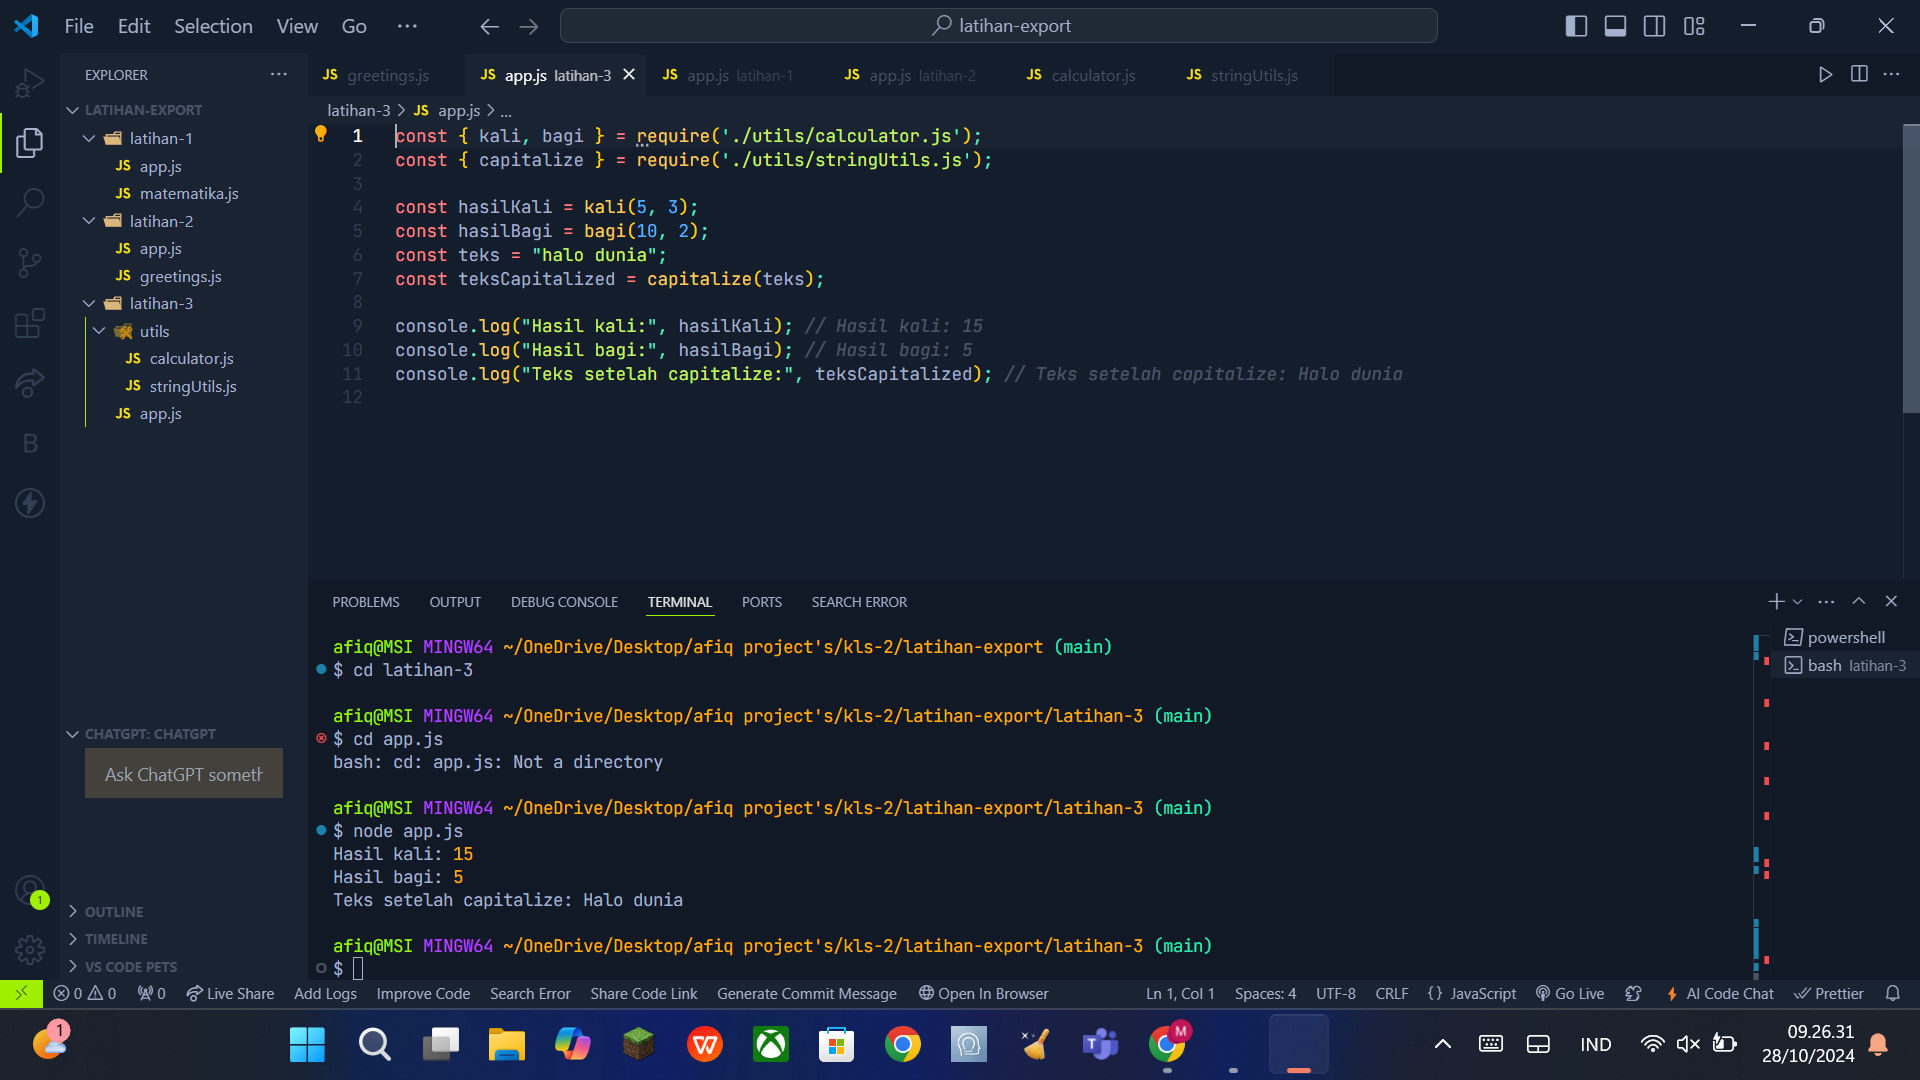 File Edit Selection View Go ···
latihan-export
EXPLORER ···
JS greetings.js
JS app.js latihan-3
JS app.js latihan-1
JS app.js latihan-2
JS calculator.js
JS stringUtils.js
LATIHAN-EXPORT
latihan-1
JS app.js
JS matematika.js
latihan-2
JS app.js
JS greetings.js
latihan-3
utils
JS calculator.js
JS stringUtils.js
JS app.js
B
latihan-3 > JS app.js > ...
1 const { kali, bagi } = require('./utils/calculator.js');
2 const { capitalize } = require('./utils/stringUtils.js');
3
4 const hasilKali = kali(5, 3);
5 const hasilBagi = bagi(10, 2);
6 const teks = "halo dunia";
7 const teksCapitalized = capitalize(teks);
8
9 console.log("Hasil kali:", hasilKali); // Hasil kali: 15
10 console.log("Hasil bagi:", hasilBagi); // Hasil bagi: 5
11 console.log("Teks setelah capitalize:", teksCapitalized); // Teks setelah capitalize: Halo dunia
12
CHATGPT: CHATGPT
Ask ChatGPT someth
1
OUTLINE
TIMELINE
VS CODE PETS
PROBLEMS OUTPUT DEBUG CONSOLE TERMINAL PORTS SEARCH ERROR
powershell
bash latihan-3
afiq@MSI MINGW64 ~/OneDrive/Desktop/afiq project's/kls-2/latihan-export (main)
$ cd latihan-3
afiq@MSI MINGW64 ~/OneDrive/Desktop/afiq project's/kls-2/latihan-export/latihan-3 (main)
$ cd app.js
bash: cd: app.js: Not a directory
afiq@MSI MINGW64 ~/OneDrive/Desktop/afiq project's/kls-2/latihan-export/latihan-3 (main)
$ node app.js
Hasil kali: 15
Hasil bagi: 5
Teks setelah capitalize: Halo dunia
afiq@MSI MINGW64 ~/OneDrive/Desktop/afiq project's/kls-2/latihan-export/latihan-3 (main)
$
0 0 0 Live Share Add Logs Improve Code Search Error Share Code Link Generate Commit Message Open In Browser Ln 1, Col 1 Spaces: 4 UTF-8 CRLF {} JavaScript Go Live AI Code Chat Prettier
1
W
T
M
IND
09.26.31
28/10/2024